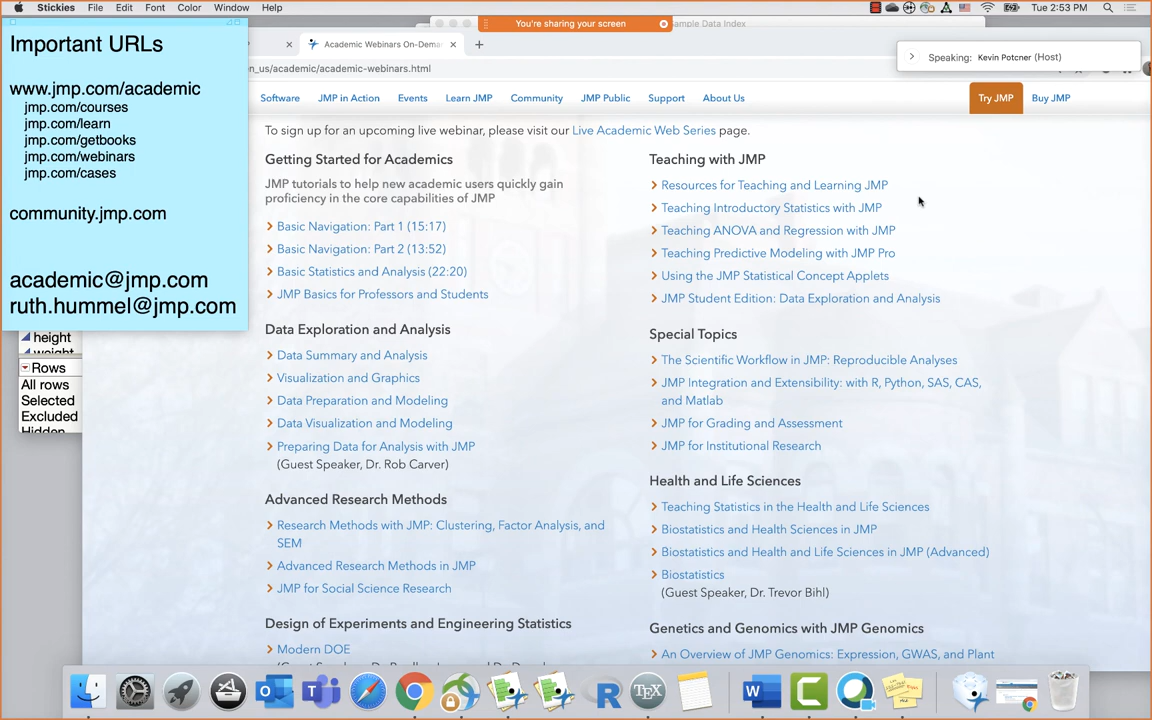 Stickies File Edit Font Color Window Help
Tue 2:53 PM
You're sharing your screen
Sample Data Index
Academic Webinars On-Dema
Speaking: Kevin Potcner (Host)
en_us/academic/academic-webinars.html
Important URLs
www.jmp.com/academic
jmp.com/courses
jmp.com/learn
jmp.com/getbooks
jmp.com/webinars
jmp.com/cases
community.jmp.com
academic@jmp.com
ruth.hummel@jmp.com
height
weight
Rows
All rows
Selected
Excluded
Hidden
Software JMP in Action Events Learn JMP Community JMP Public Support About Us Try JMP Buy JMP
To sign up for an upcoming live webinar, please visit our Live Academic Web Series page.
Getting Started for Academics
JMP tutorials to help new academic users quickly gain
proficiency in the core capabilities of JMP
Basic Navigation: Part 1 (15:17)
Basic Navigation: Part 2 (13:52)
Basic Statistics and Analysis (22:20)
JMP Basics for Professors and Students
Data Exploration and Analysis
Data Summary and Analysis
Visualization and Graphics
Data Preparation and Modeling
Data Visualization and Modeling
Preparing Data for Analysis with JMP
(Guest Speaker, Dr. Rob Carver)
Advanced Research Methods
Research Methods with JMP: Clustering, Factor Analysis, and
SEM
Advanced Research Methods in JMP
JMP for Social Science Research
Design of Experiments and Engineering Statistics
Modern DOE
Teaching with JMP
Resources for Teaching and Learning JMP
Teaching Introductory Statistics with JMP
Teaching ANOVA and Regression with JMP
Teaching Predictive Modeling with JMP Pro
Using the JMP Statistical Concept Applets
JMP Student Edition: Data Exploration and Analysis
Special Topics
The Scientific Workflow in JMP: Reproducible Analyses
JMP Integration and Extensibility: with R, Python, SAS, CAS,
and Matlab
JMP for Grading and Assessment
JMP for Institutional Research
Health and Life Sciences
Teaching Statistics in the Health and Life Sciences
Biostatistics and Health Sciences in JMP
Biostatistics and Health and Life Sciences in JMP (Advanced)
Biostatistics
(Guest Speaker, Dr. Trevor Bihl)
Genetics and Genomics with JMP Genomics
An Overview of JMP Genomics: Expression, GWAS, and Plant